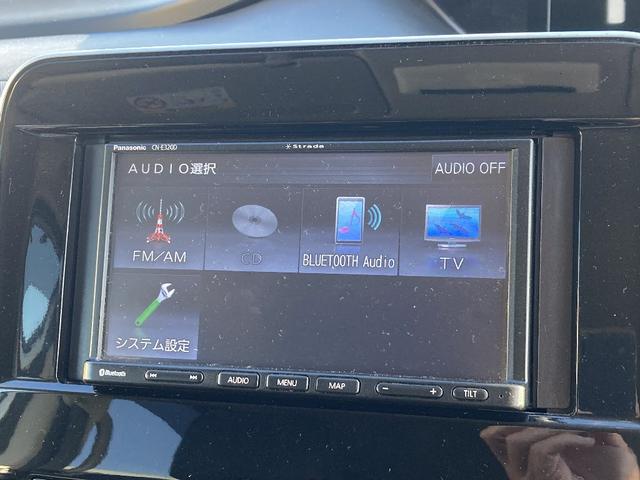 Panasonic CN-E320D Strada
AUDIO選択 AUDIO OFF
FM/AM CD BLUETOOTH Audio TV
システム設定
Bluetooth AUDIO MENU MAP - + TILT